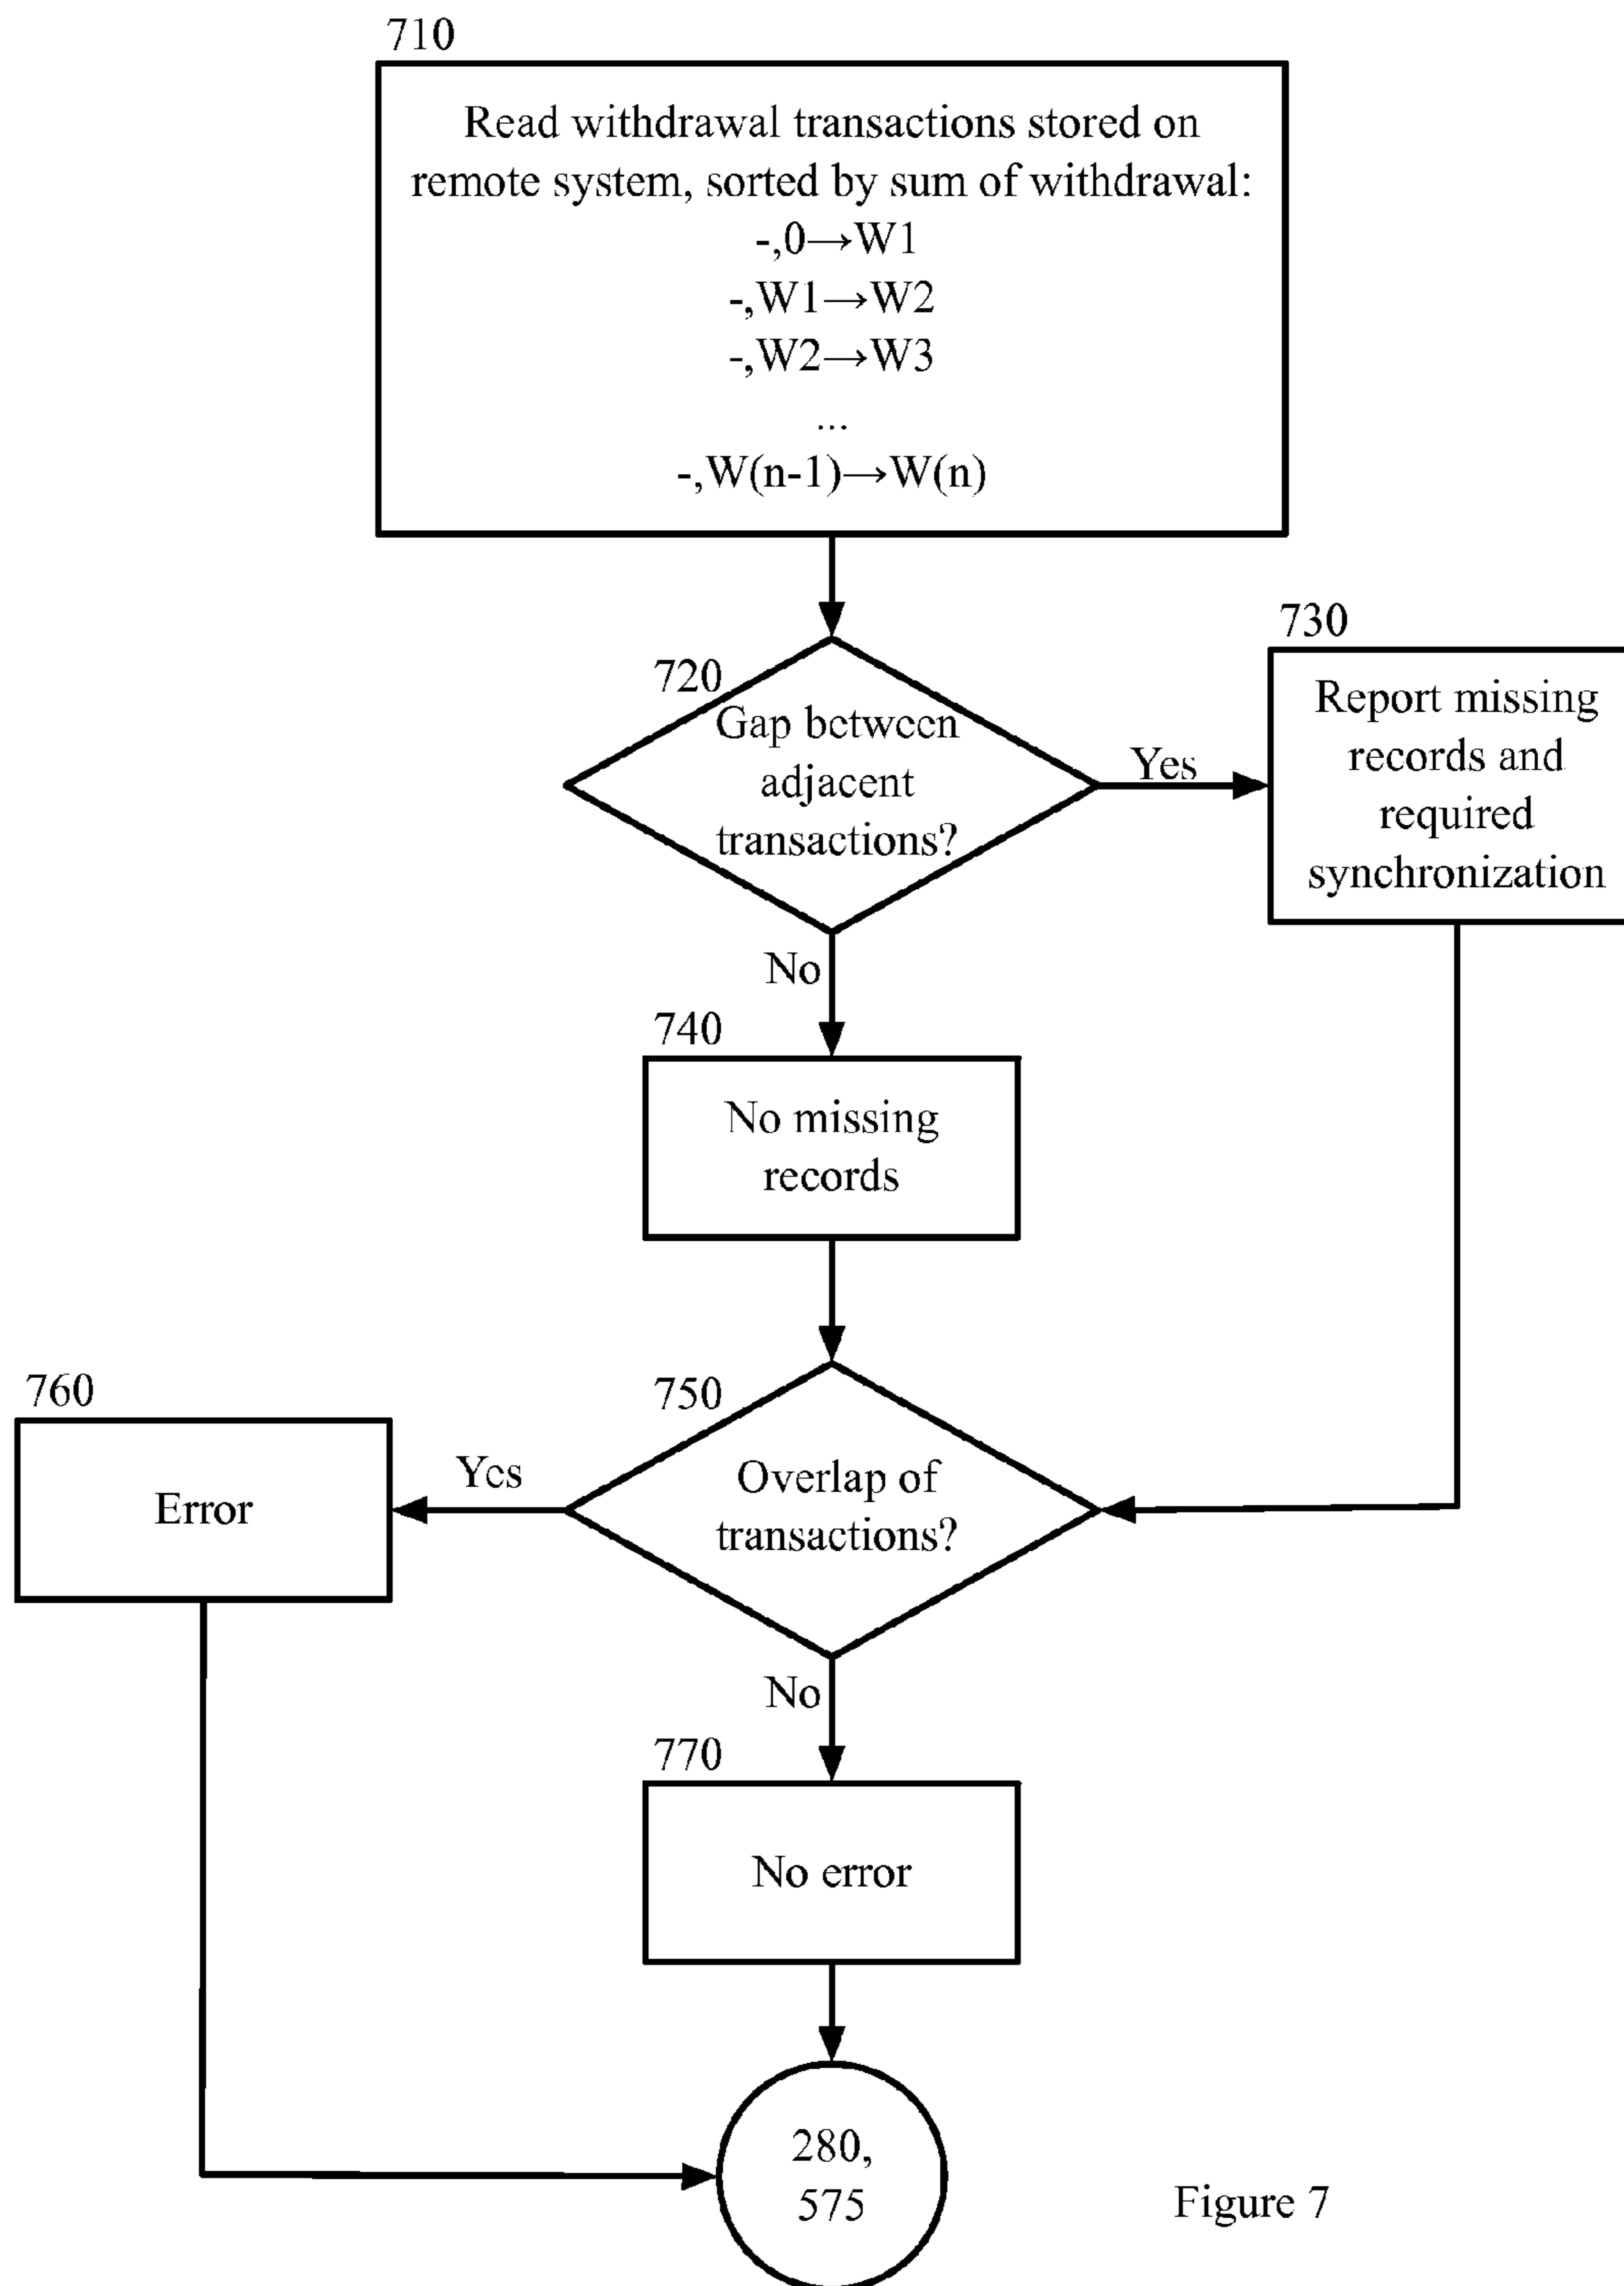 710
Read withdrawal transactions stored on
remote system, sorted by sum of withdrawal:
-,0→W1
-,W1→W2
-,W2→W3
...
-,W(n-1)→W(n)
720
Gap between
adjacent
transactions?
Yes
730
Report missing
records and
required
synchronization
No
740
No missing
records
750
Overlap of
transactions?
Yes
760
Error
No
770
No error
280,
575
Figure 7